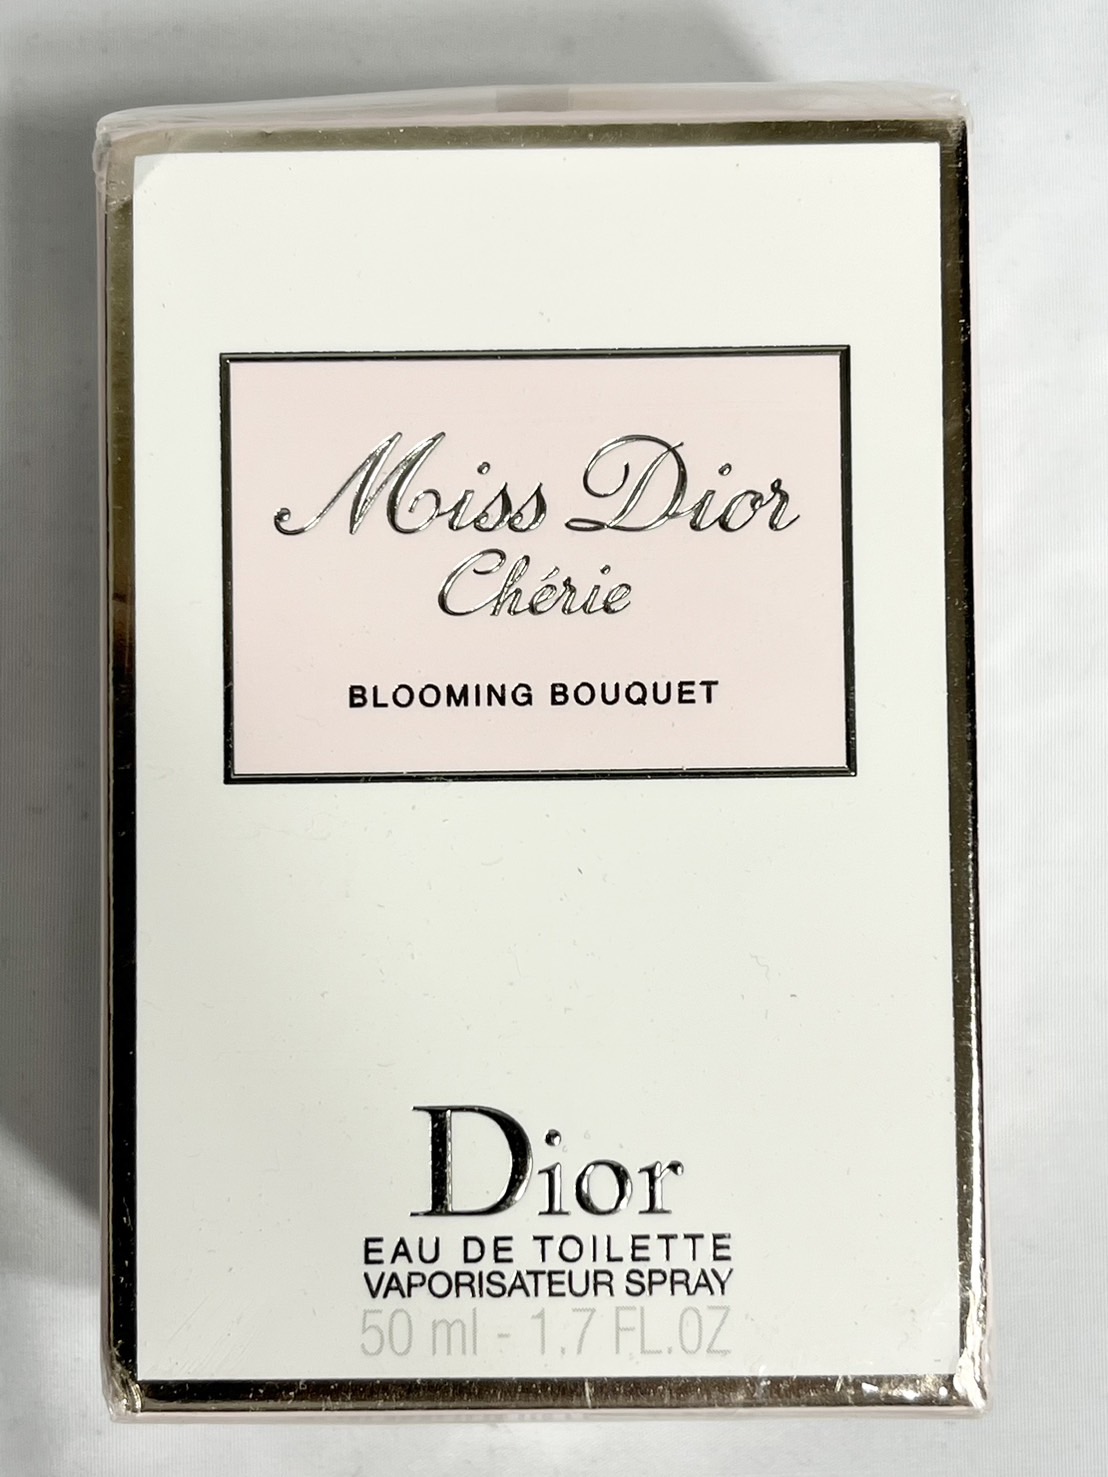 Miss Dior
Chérie
BLOOMING BOUQUET
Dior
EAU DE TOILETTE
VAPORISATEUR SPRAY
50 ml - 1.7 FL.OZ